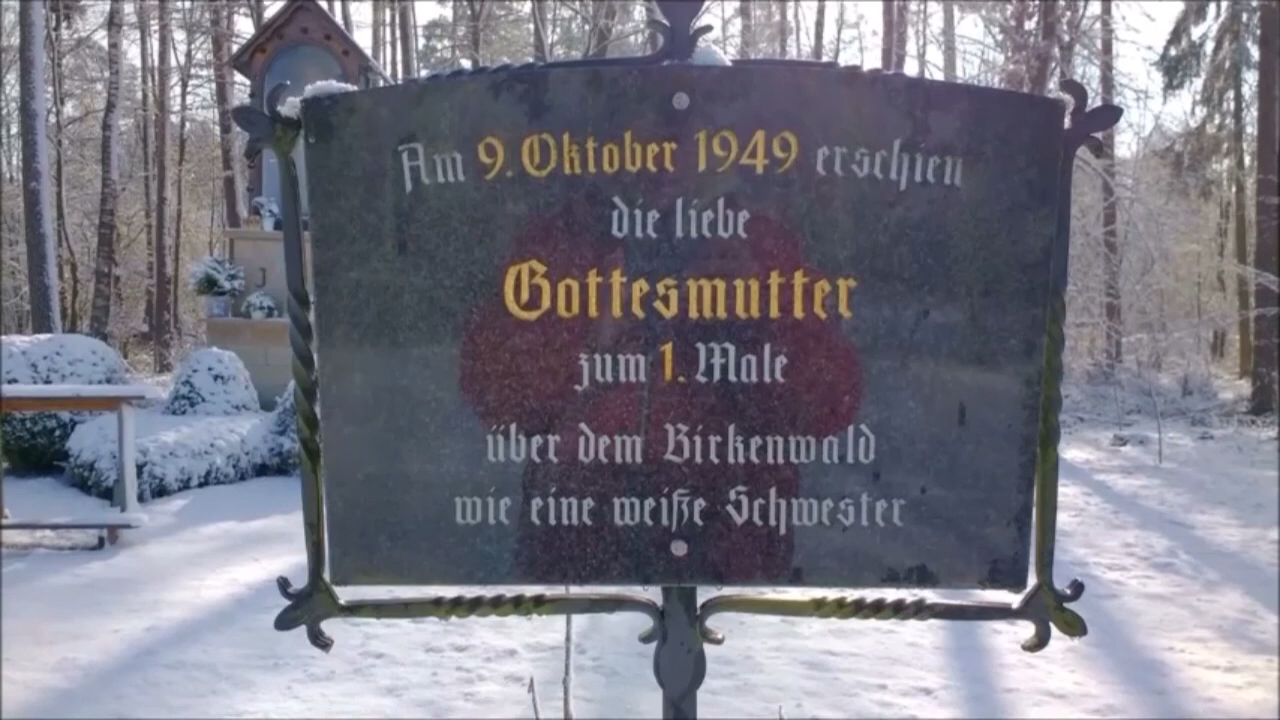 Am 9. Oktober 1949 erschien
die liebe
Gottesmutter
zum 1. Male
über dem Birkenwald
wie eine weiße Schwester